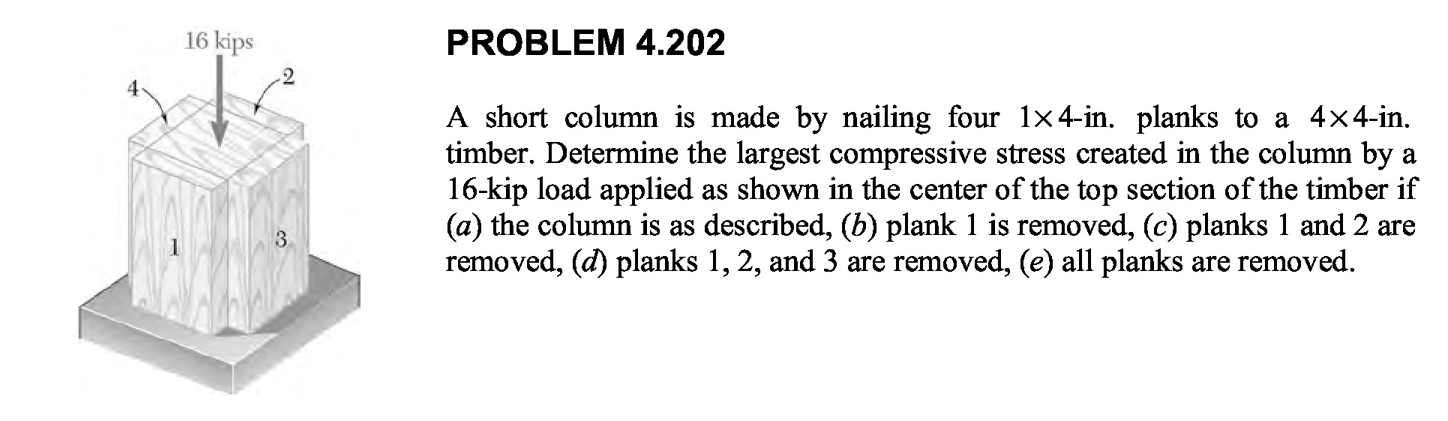 16 kips
4
2
1
3
PROBLEM 4.202
A short column is made by nailing four 1×4-in. planks to a 4×4-in.
timber. Determine the largest compressive stress created in the column by a
16-kip load applied as shown in the center of the top section of the timber if
(a) the column is as described, (b) plank 1 is removed, (c) planks 1 and 2 are
removed, (d) planks 1, 2, and 3 are removed, (e) all planks are removed.